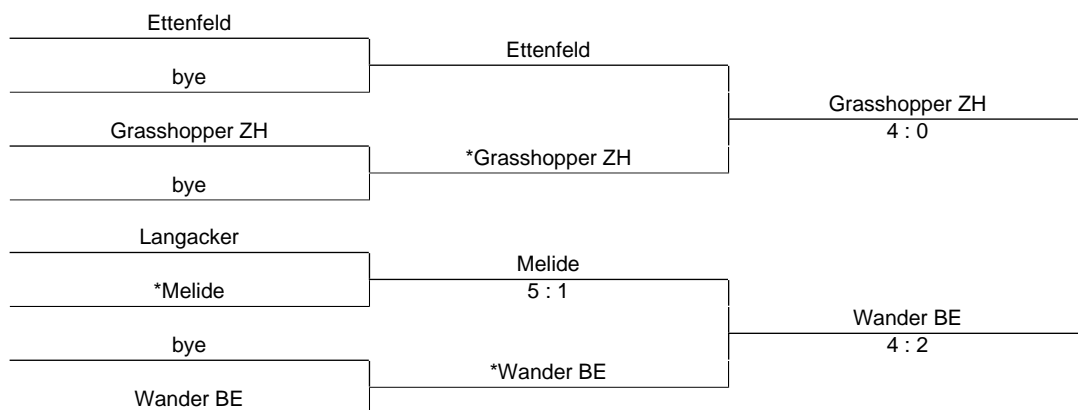 Ettenfeld
bye
Grasshopper ZH
bye
Langacker
*Melide
bye
Wander BE
Ettenfeld
*Grasshopper ZH
Melide
5 : 1
*Wander BE
Grasshopper ZH
4 : 0
Wander BE
4 : 2